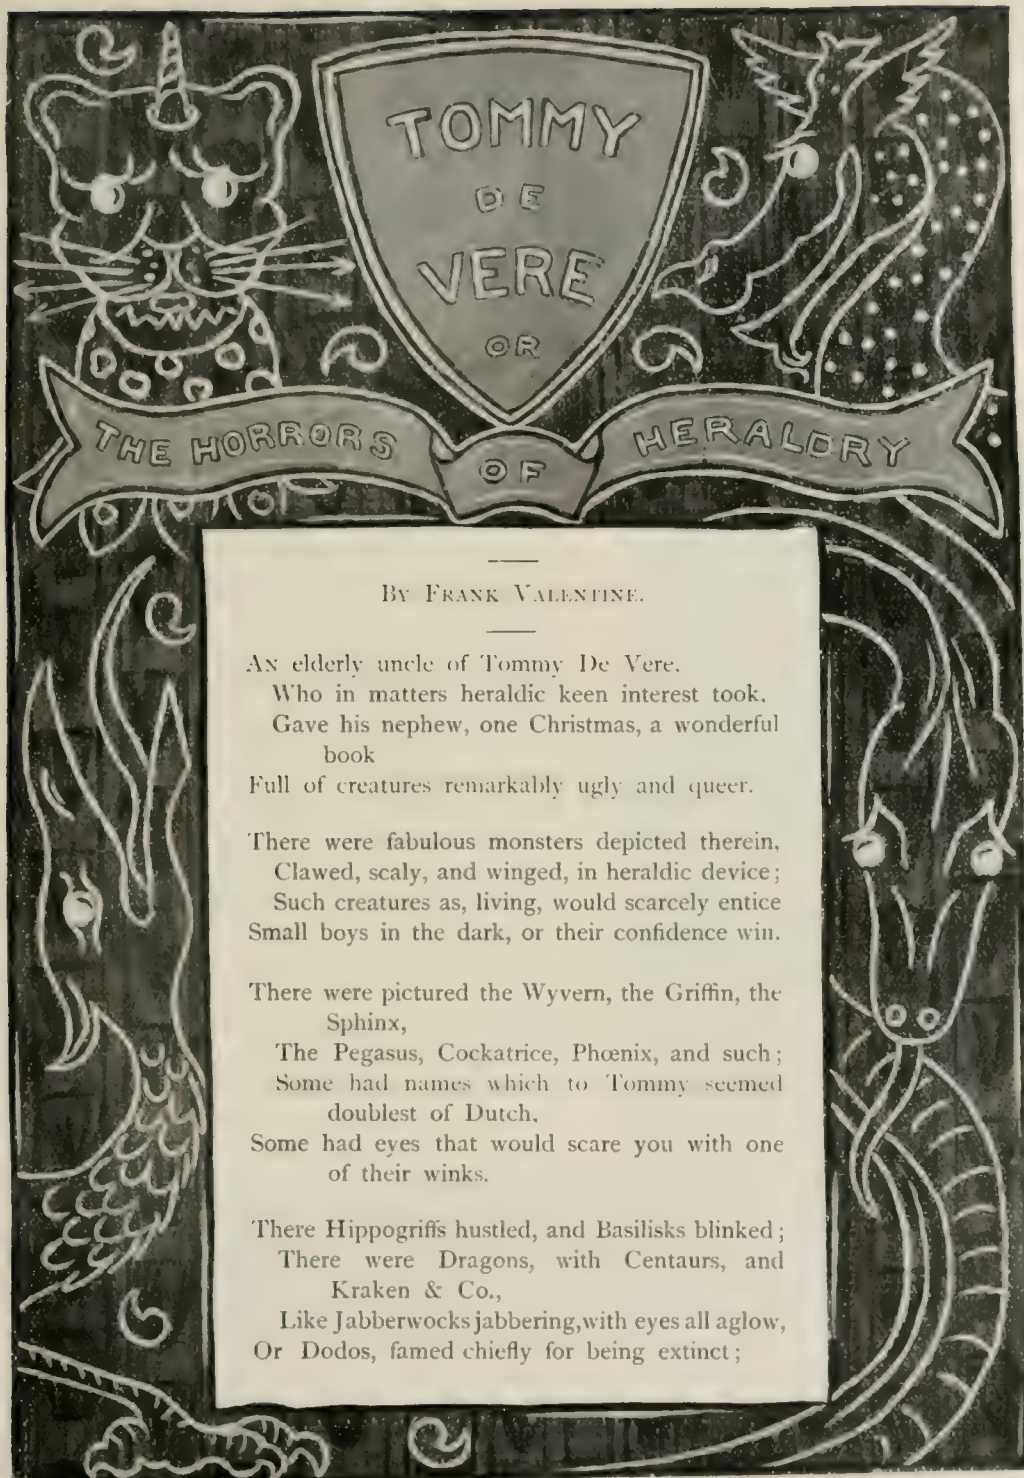 TOMMY
DE
VERE
OR
THE HORRORS OF HERALDRY
BY FRANK VALENTINE.
AN elderly uncle of Tommy De Vere,
Who in matters heraldic keen interest took,
Gave his nephew, one Christmas, a wonderful
book
Full of creatures remarkably ugly and queer.
There were fabulous monsters depicted therein,
Clawed, scaly, and winged, in heraldic device;
Such creatures as, living, would scarcely entice
Small boys in the dark, or their confidence win.
There were pictured the Wyvern, the Griffin, the
Sphinx,
The Pegasus, Cockatrice, Phœnix, and such;
Some had names which to Tommy seemed
doublest of Dutch,
Some had eyes that would scare you with one
of their winks.
There Hippogriffs hustled, and Basilisks blinked;
There were Dragons, with Centaurs, and
Kraken & Co.,
Like Jabberwocks jabbering, with eyes all aglow,
Or Dodos, famed chiefly for being extinct;